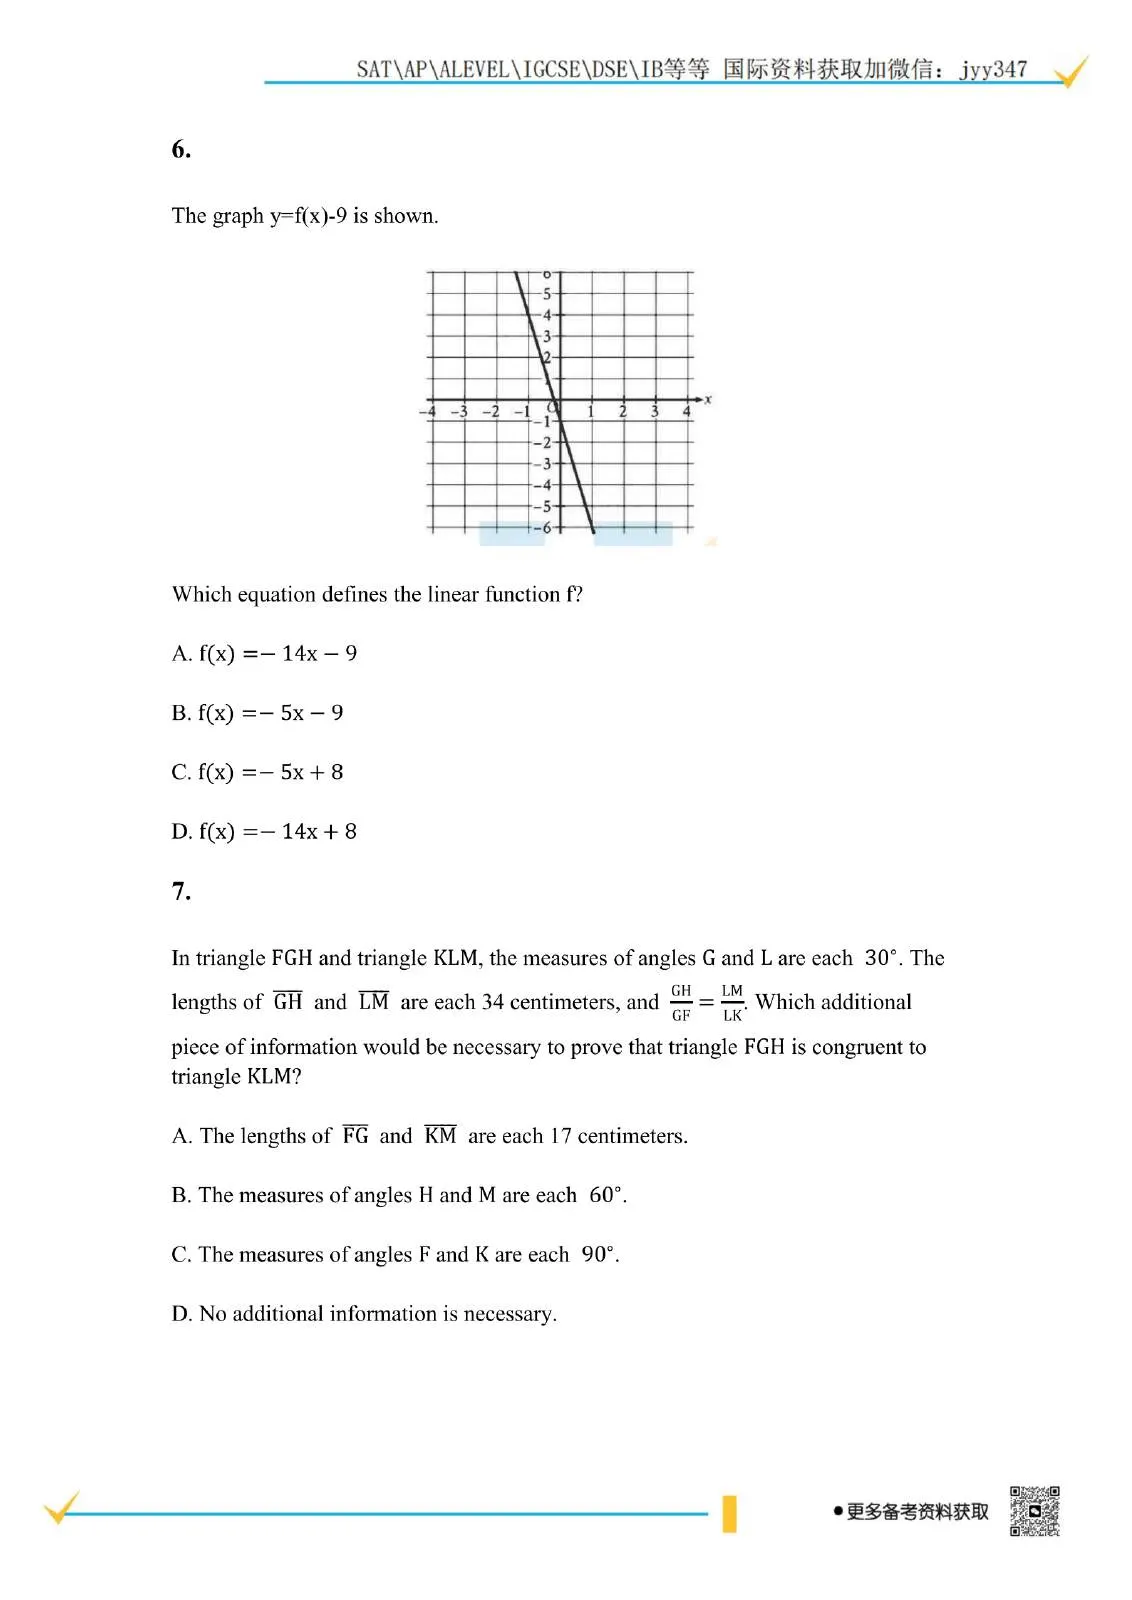 SAT\AP\ALEVEL\IGCSE\DSE\IB等等 国际资料获取加微信：jyy347
6.
The graph y=f(x)-9 is shown.
6
5
4
3
2
1
-4 -3 -2 -1 O 1 2 3 4 x
-1
-2
-3
-4
-5
-6
Which equation defines the linear function f?
A. f(x) =− 14x − 9
B. f(x) =− 5x − 9
C. f(x) =− 5x + 8
D. f(x) =− 14x + 8
7.
In triangle FGH and triangle KLM, the measures of angles G and L are each 30°. The
lengths of G̅H̅ and L̅M̅ are each 34 centimeters, and GH/GF = LM/LK. Which additional
piece of information would be necessary to prove that triangle FGH is congruent to
triangle KLM?
A. The lengths of F̅G̅ and K̅M̅ are each 17 centimeters.
B. The measures of angles H and M are each 60°.
C. The measures of angles F and K are each 90°.
D. No additional information is necessary.
●更多备考资料获取